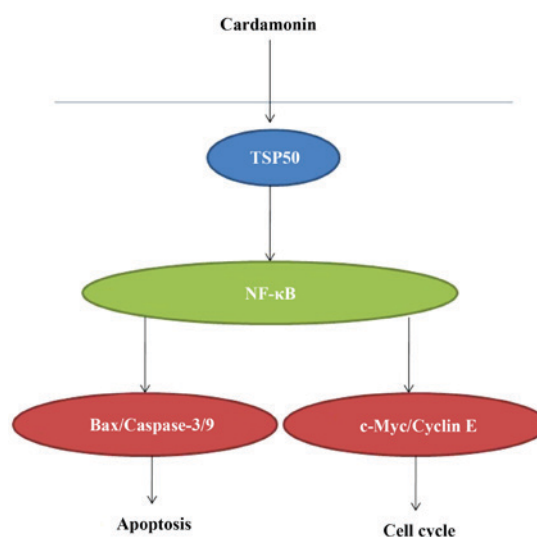 Cardamonin
TSP50
NF-κB
Bax/Caspase-3/9
c-Myc/Cyclin E
Apoptosis
Cell cycle